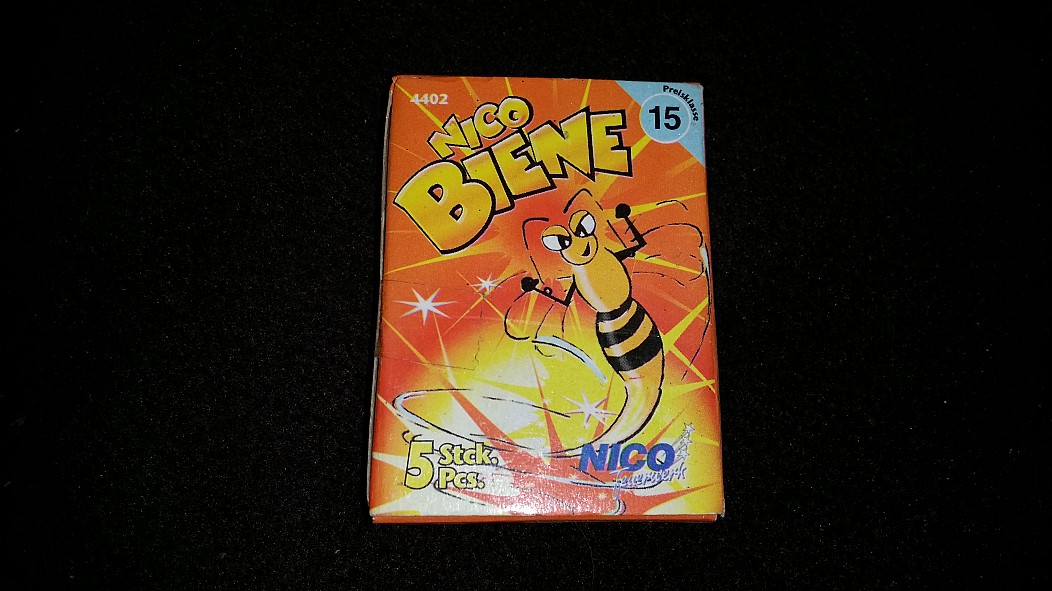 4402
NICO
BIENE
Preisklasse
15
5 Stck.
Pcs.
NICO
feuerwerk